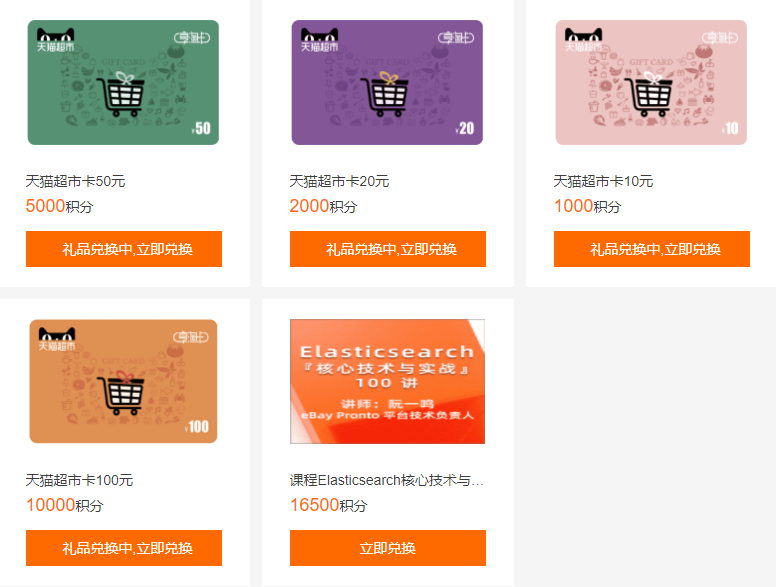 天猫超市
享淘卡
GIFT CARD
¥50
天猫超市卡50元
5000积分
礼品兑换中,立即兑换
天猫超市
享淘卡
GIFT CARD
¥20
天猫超市卡20元
2000积分
礼品兑换中,立即兑换
天猫超市
享淘卡
GIFT CARD
¥10
天猫超市卡10元
1000积分
礼品兑换中,立即兑换
天猫超市
享淘卡
GIFT CARD
¥100
天猫超市卡100元
10000积分
礼品兑换中,立即兑换
Elasticsearch
『核心技术与实战』
100 讲
讲师：阮一鸣
eBay Pronto 平台技术负责人
课程Elasticsearch核心技术与...
16500积分
立即兑换